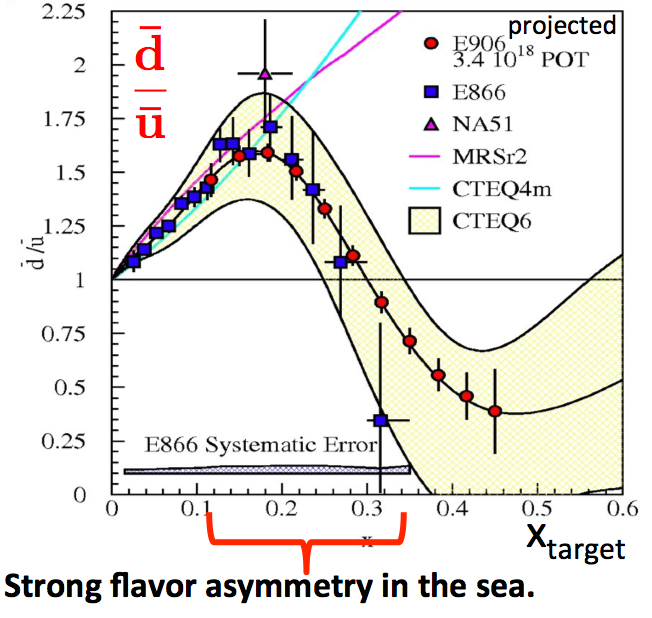 2.25
2
1.75
1.5
1.25
1
0.75
0.5
0.25
0
d̄/ū
d̄
ū
projected
E906
3.4 10¹⁸ POT
E866
NA51
MRSr2
CTEQ4m
CTEQ6
E866 Systematic Error
0 0.1 0.2 0.3 0.4 0.5 0.6
x
Xtarget
Strong flavor asymmetry in the sea.